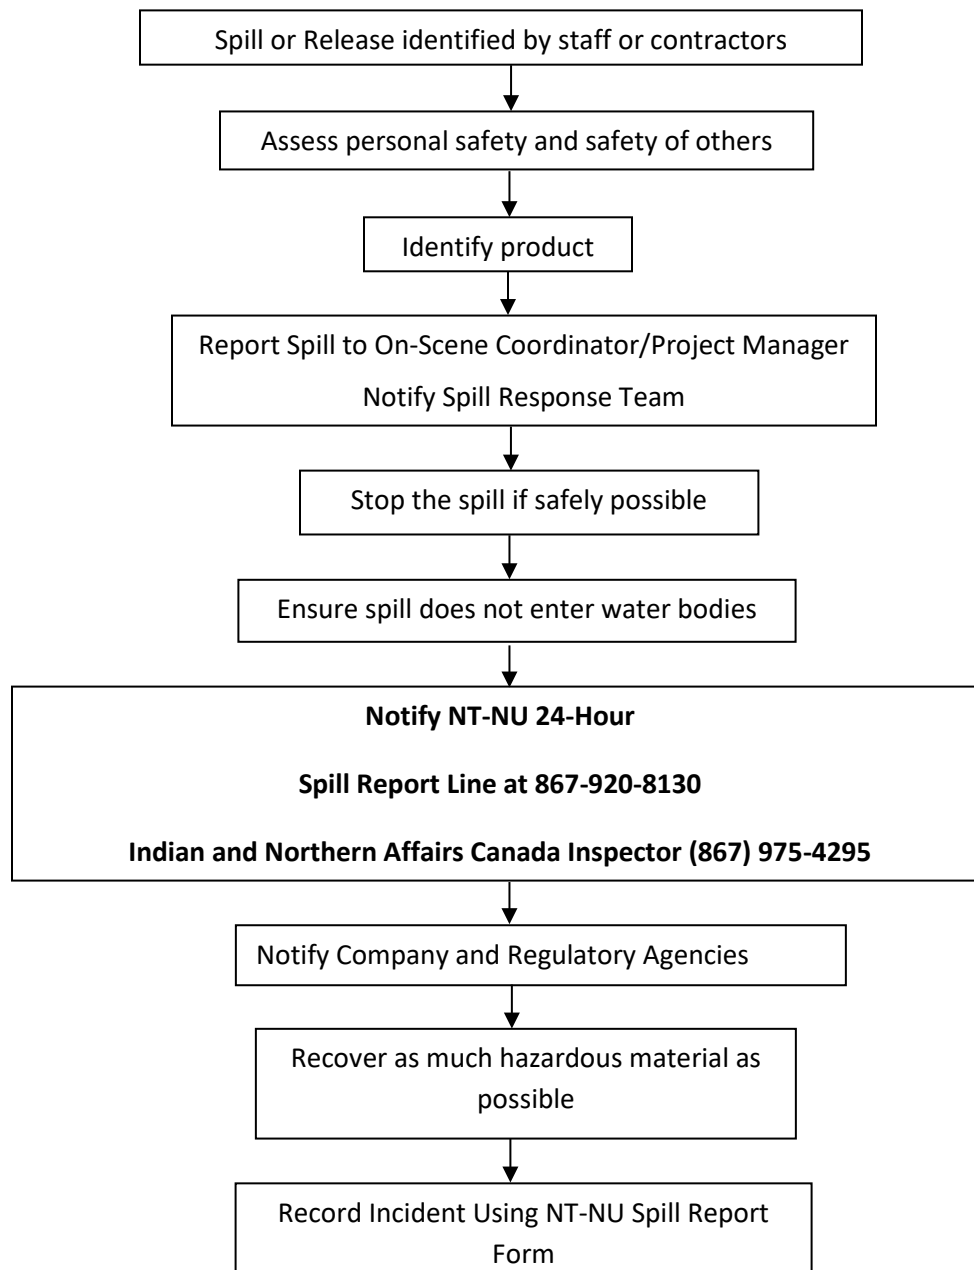 Spill or Release identified by staff or contractors
Assess personal safety and safety of others
Identify product
Report Spill to On-Scene Coordinator/Project Manager
Notify Spill Response Team
Stop the spill if safely possible
Ensure spill does not enter water bodies
Notify NT-NU 24-Hour
Spill Report Line at 867-920-8130
Indian and Northern Affairs Canada Inspector (867) 975-4295
Notify Company and Regulatory Agencies
Recover as much hazardous material as
possible
Record Incident Using NT-NU Spill Report
Form